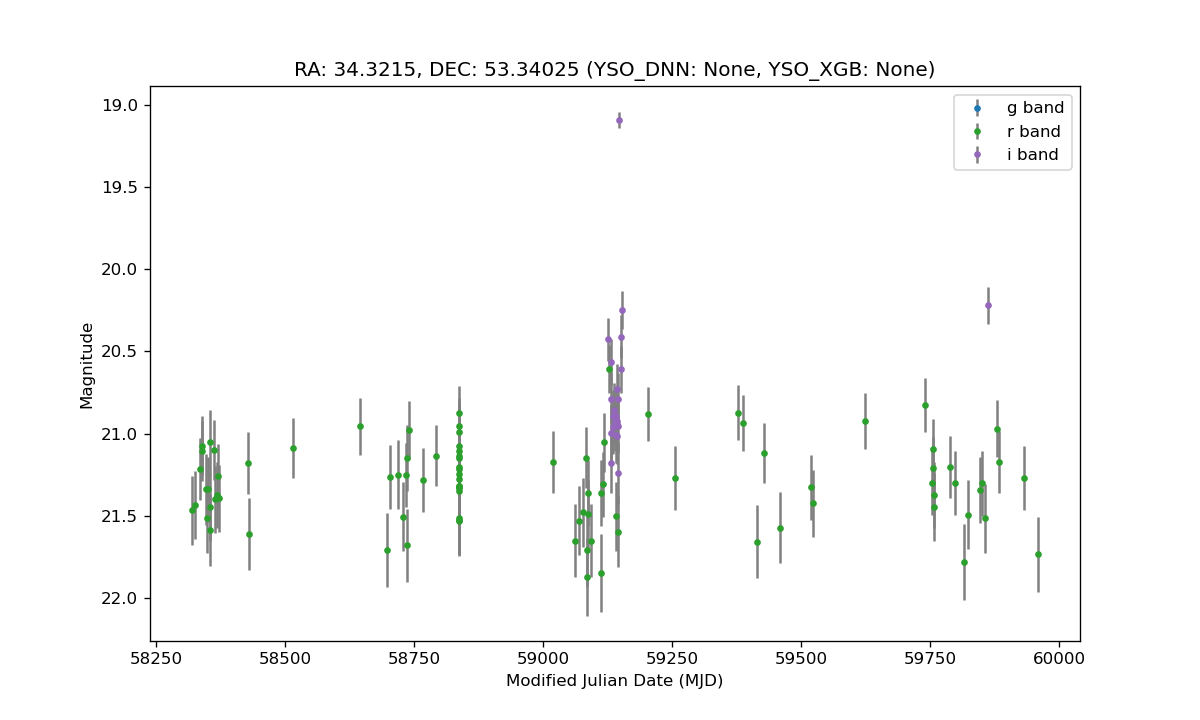 RA: 34.3215, DEC: 53.34025 (YSO_DNN: None, YSO_XGB: None)
g band
r band
i band
19.0
19.5
20.0
20.5
21.0
21.5
22.0
Magnitude
58250 58500 58750 59000 59250 59500 59750 60000
Modified Julian Date (MJD)